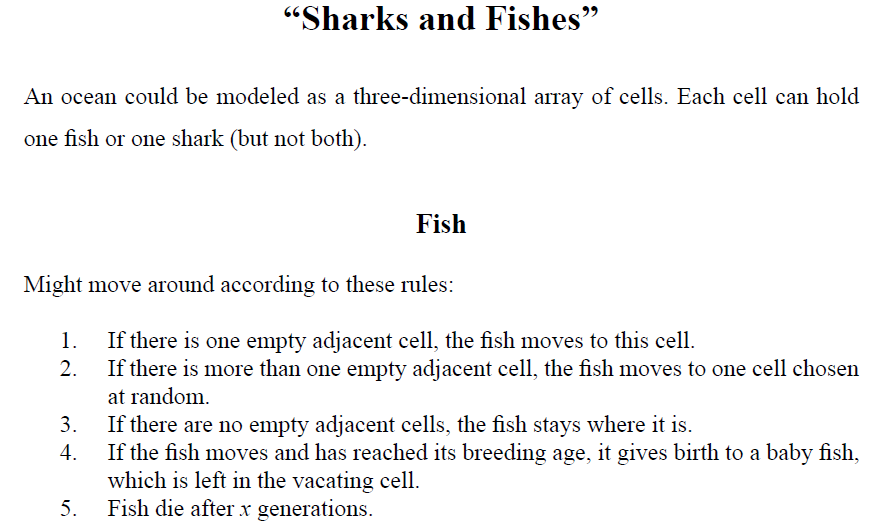 “Sharks and Fishes”
An ocean could be modeled as a three-dimensional array of cells. Each cell can hold
one fish or one shark (but not both).
Fish
Might move around according to these rules:
1. If there is one empty adjacent cell, the fish moves to this cell.
2. If there is more than one empty adjacent cell, the fish moves to one cell chosen
at random.
3. If there are no empty adjacent cells, the fish stays where it is.
4. If the fish moves and has reached its breeding age, it gives birth to a baby fish,
which is left in the vacating cell.
5. Fish die after x generations.